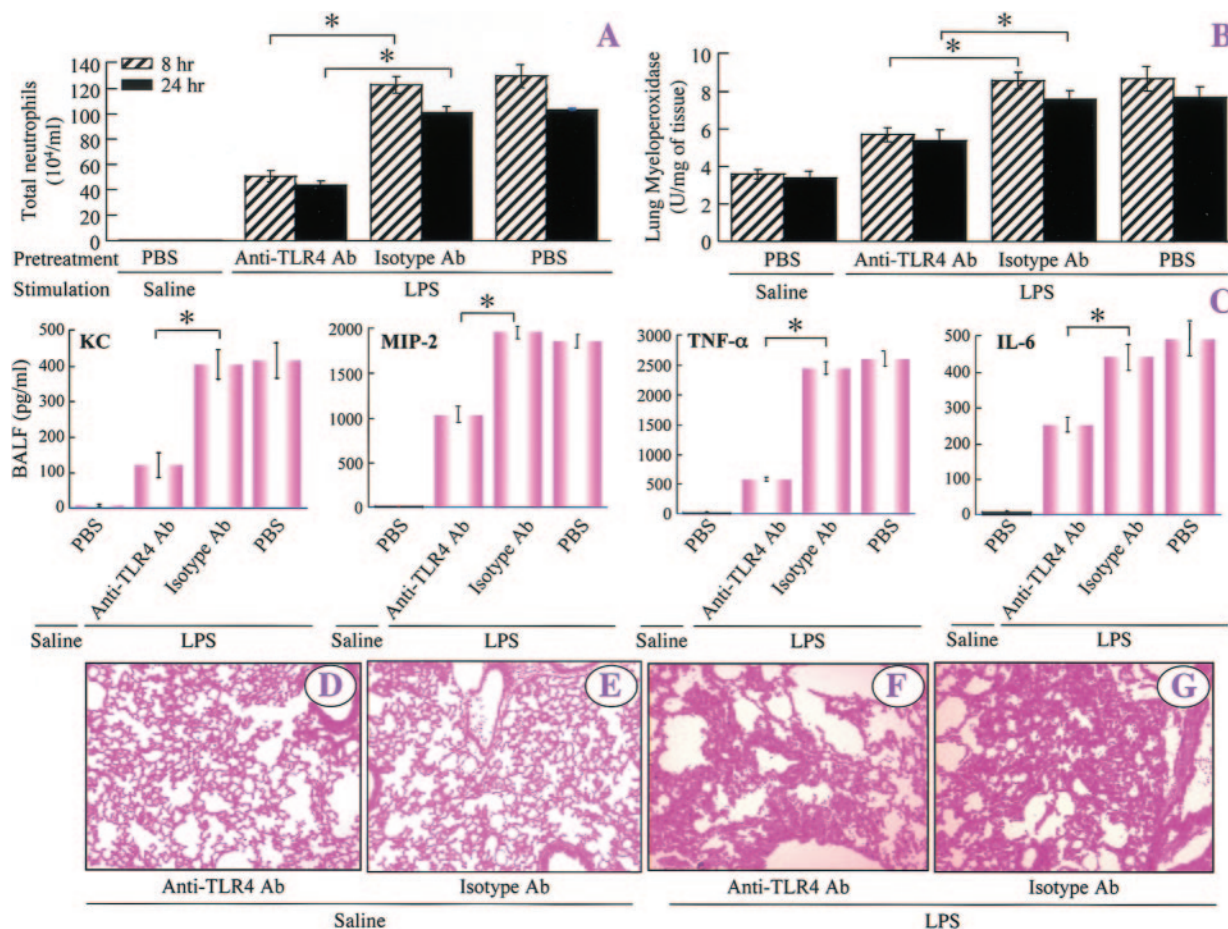 A
* *
8 hr
24 hr
Total neutrophils
(10⁴/ml)
140
120
100
80
60
40
20
0
B
* *
Lung Myeloperoxidase
(U/mg of tissue)
10
8
6
4
2
0
Pretreatment PBS Anti-TLR4 Ab Isotype Ab PBS
Stimulation Saline LPS
PBS Anti-TLR4 Ab Isotype Ab PBS
Saline LPS
C
BALF (pg/ml)
KC
*
500
400
300
200
100
0
PBS
Anti-TLR4 Ab
Isotype Ab
PBS
Saline LPS
MIP-2
*
2000
1500
1000
500
0
PBS
Anti-TLR4 Ab
Isotype Ab
PBS
Saline LPS
TNF-α
*
3000
2500
2000
1500
1000
500
0
PBS
Anti-TLR4 Ab
Isotype Ab
PBS
Saline LPS
IL-6
*
500
400
300
200
100
0
PBS
Anti-TLR4 Ab
Isotype Ab
PBS
Saline LPS
D
E
F
G
Anti-TLR4 Ab Isotype Ab Anti-TLR4 Ab Isotype Ab
Saline LPS